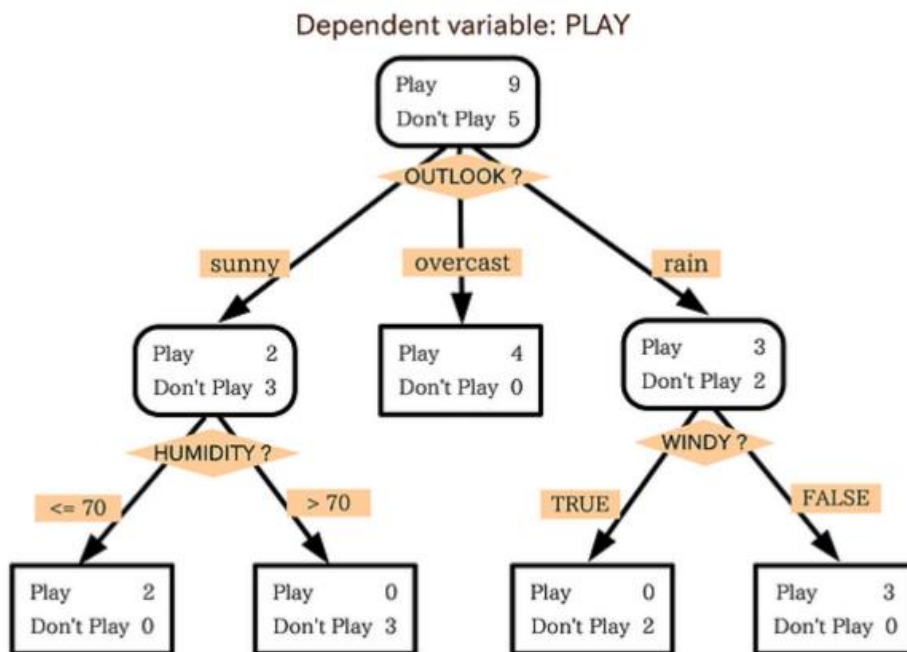 Dependent variable: PLAY
Play 9
Don't Play 5
OUTLOOK ?
sunny
overcast
rain
Play 2
Don't Play 3
Play 4
Don't Play 0
Play 3
Don't Play 2
HUMIDITY ?
WINDY ?
<= 70
> 70
TRUE
FALSE
Play 2
Don't Play 0
Play 0
Don't Play 3
Play 0
Don't Play 2
Play 3
Don't Play 0